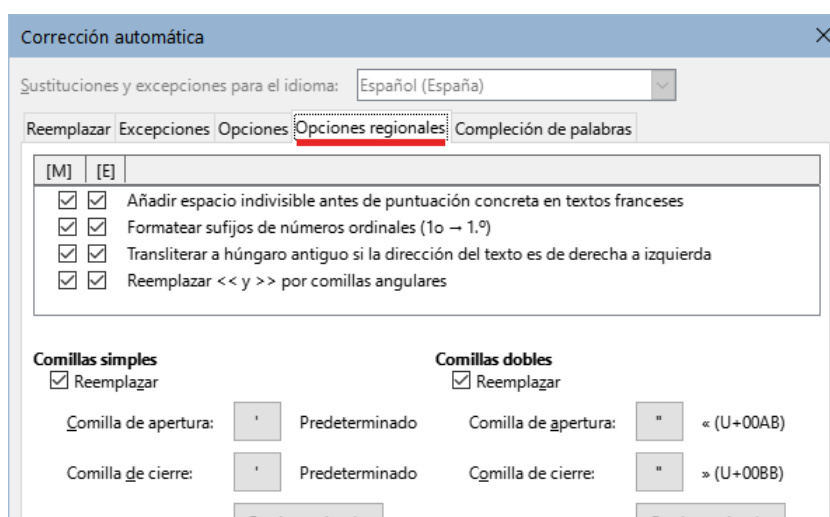 Corrección automática
Sustituciones y excepciones para el idioma: Español (España)
Reemplazar Excepciones Opciones Opciones regionales Compleción de palabras
[M] [E]
Añadir espacio indivisible antes de puntuación concreta en textos franceses
Formatear sufijos de números ordinales (1o → 1.º)
Transliterar a húngaro antiguo si la dirección del texto es de derecha a izquierda
Reemplazar << y >> por comillas angulares
Comillas simples Comillas dobles
Reemplazar Reemplazar
Comilla de apertura: ' Predeterminado Comilla de apertura: " « (U+00AB)
Comilla de cierre: ' Predeterminado Comilla de cierre: " » (U+00BB)